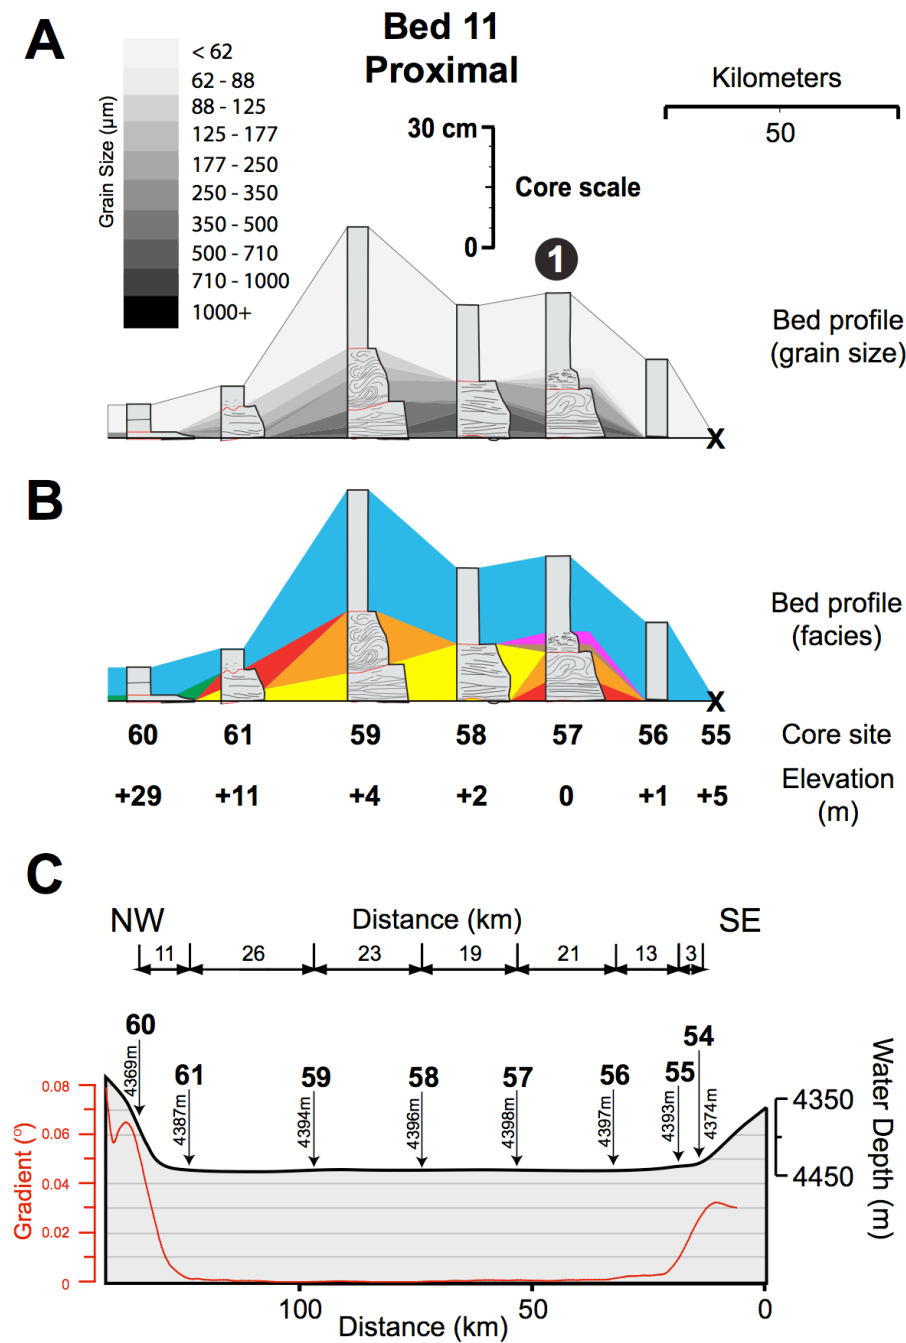 A
Bed 11
Proximal
Grain Size (µm)
< 62
62 - 88
88 - 125
125 - 177
177 - 250
250 - 350
350 - 500
500 - 710
710 - 1000
1000+
30 cm
0
Core scale
Kilometers
50
1
Bed profile
(grain size)
X
B
Bed profile
(facies)
X
60 61 59 58 57 56 55 Core site
+29 +11 +4 +2 0 +1 +5 Elevation
(m)
C
NW Distance (km) SE
11 26 23 19 21 13 3
60 61 59 58 57 56 55 54
4369m 4387m 4394m 4396m 4398m 4397m 4393m 4374m
Gradient (°)
0.08
0.06
0.04
0.02
0
4350
4450
Water Depth (m)
100 50 0
Distance (km)